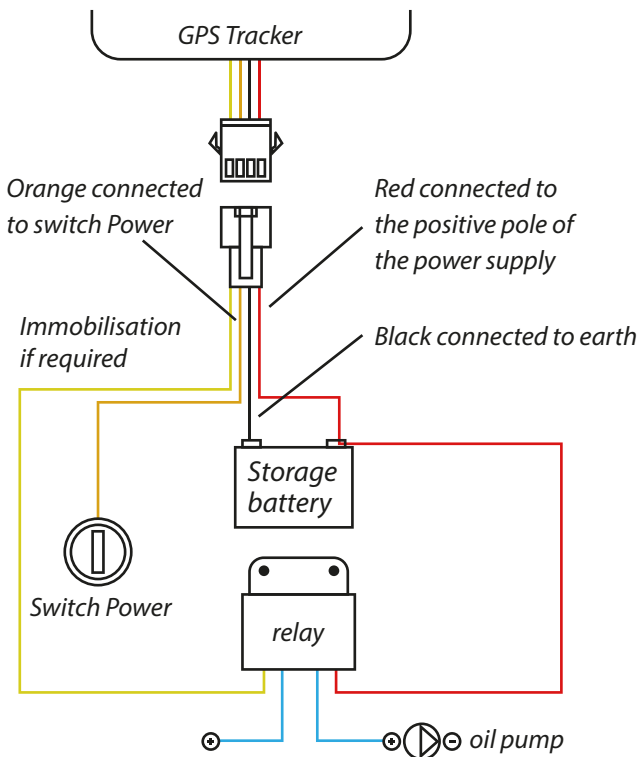 GPS Tracker
Orange connected
to switch Power
Red connected to
the positive pole of
the power supply
Immobilisation
if required
Black connected to earth
Storage
battery
Switch Power
relay
+
+
-
oil pump